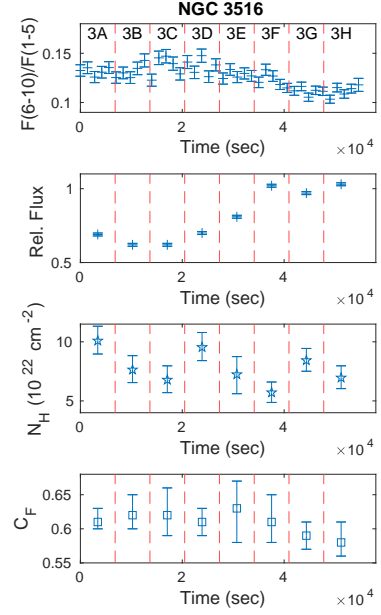 NGC 3516
3A 3B 3C 3D 3E 3F 3G 3H
F(6-10)/F(1-5)
0.15
0.1
0 2 4
× 10^4
Time (sec)
Rel. Flux
1
0.5
0 2 4
× 10^4
Time (sec)
N_H (10^22 cm^-2)
10
5
0 2 4
× 10^4
Time (sec)
C_F
0.65
0.6
0.55
0 2 4
× 10^4
Time (sec)